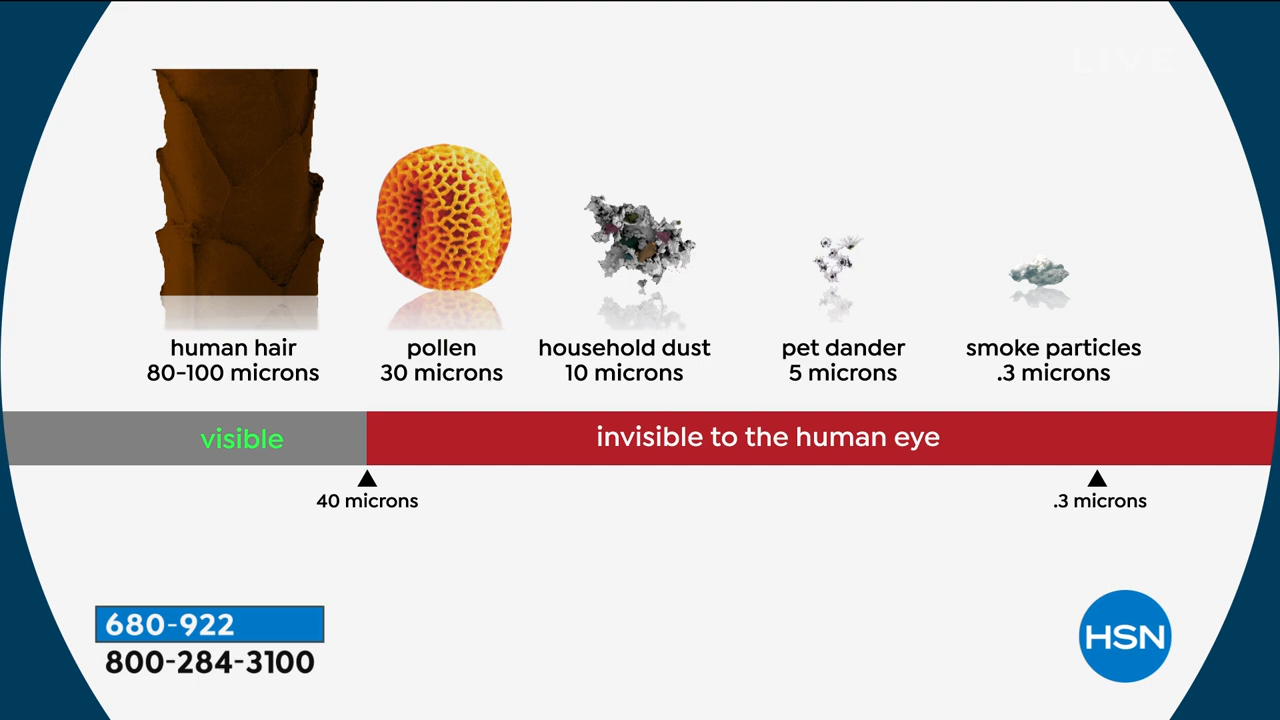 LIVE
human hair
80-100 microns
pollen
30 microns
household dust
10 microns
pet dander
5 microns
smoke particles
.3 microns
visible
invisible to the human eye
40 microns
.3 microns
680-922
800-284-3100
HSN